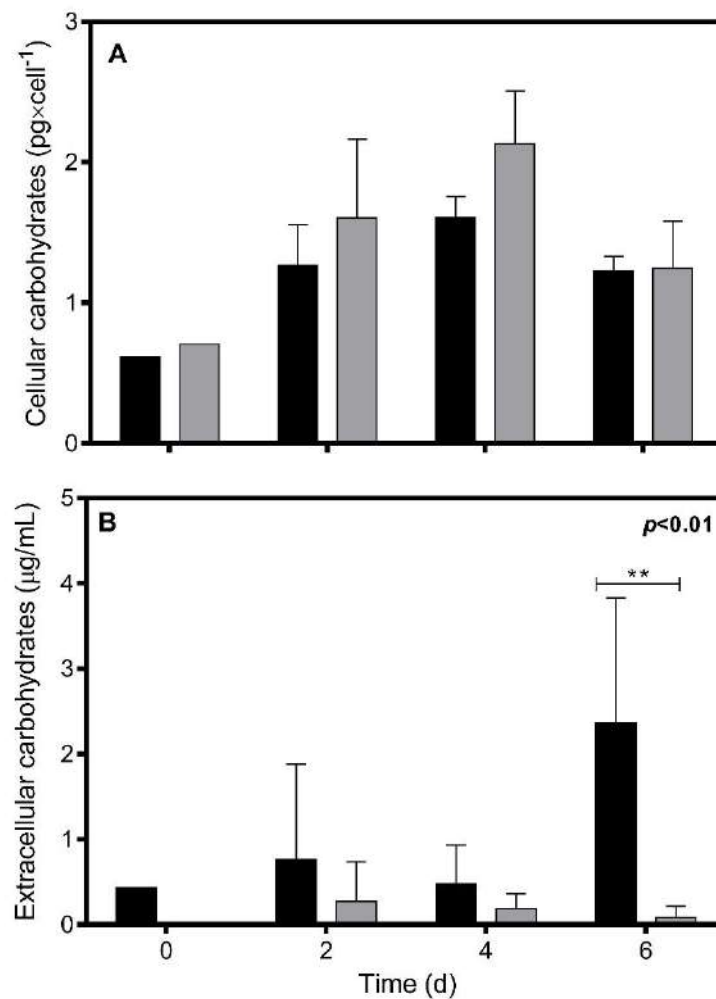 A
Cellular carbohydrates (pg×cell⁻¹)
3
2
1
0
B
p<0.01
**
Extracellular carbohydrates (μg/mL)
5
4
3
2
1
0
0 2 4 6
Time (d)